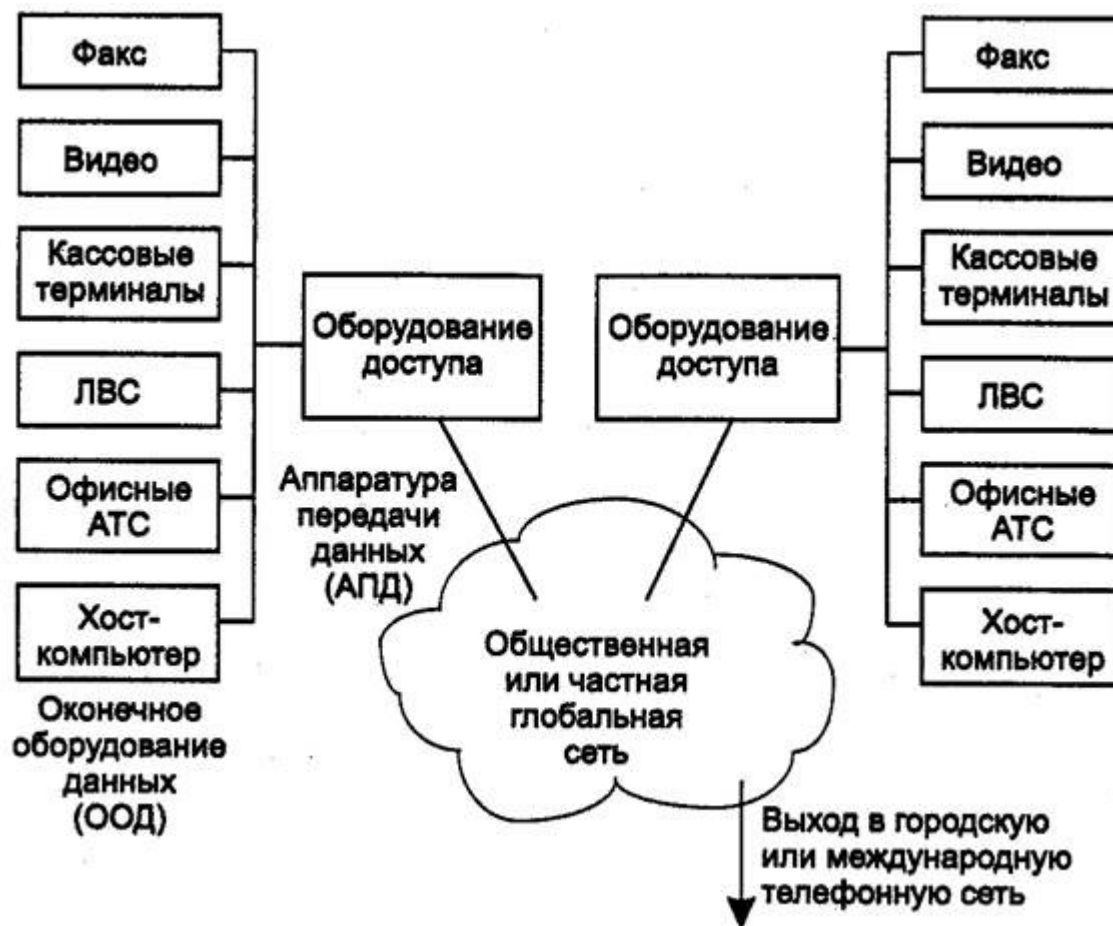 Факс
Видео
Кассовые
терминалы
ЛВС
Офисные
АТС
Хост-
компьютер
Оконечное
оборудование
данных
(ООД)
Оборудование
доступа
Аппаратура
передачи
данных
(АПД)
Оборудование
доступа
Общественная
или частная
глобальная
сеть
Выход в городскую
или международную
телефонную сеть
Факс
Видео
Кассовые
терминалы
ЛВС
Офисные
АТС
Хост-
компьютер